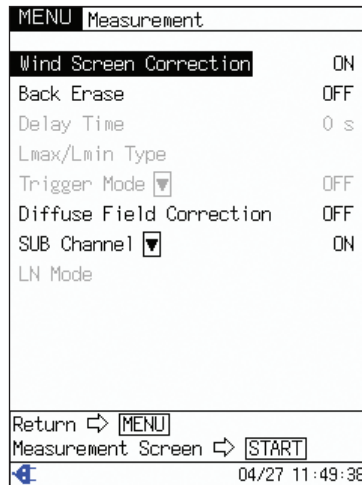 MENU Measurement
Wind Screen Correction ON
Back Erase OFF
Delay Time 0 s
Lmax/Lmin Type
Trigger Mode ▼ OFF
Diffuse Field Correction OFF
SUB Channel ▼ ON
LN Mode
Return ⇨ MENU
Measurement Screen ⇨ START
04/27 11:49:38